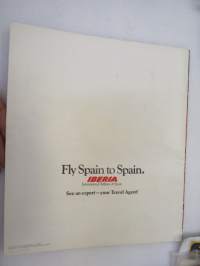 Fly Spain to Spain.
IBERIA
International Airlines of Spain
See an expert – your Travel Agent!